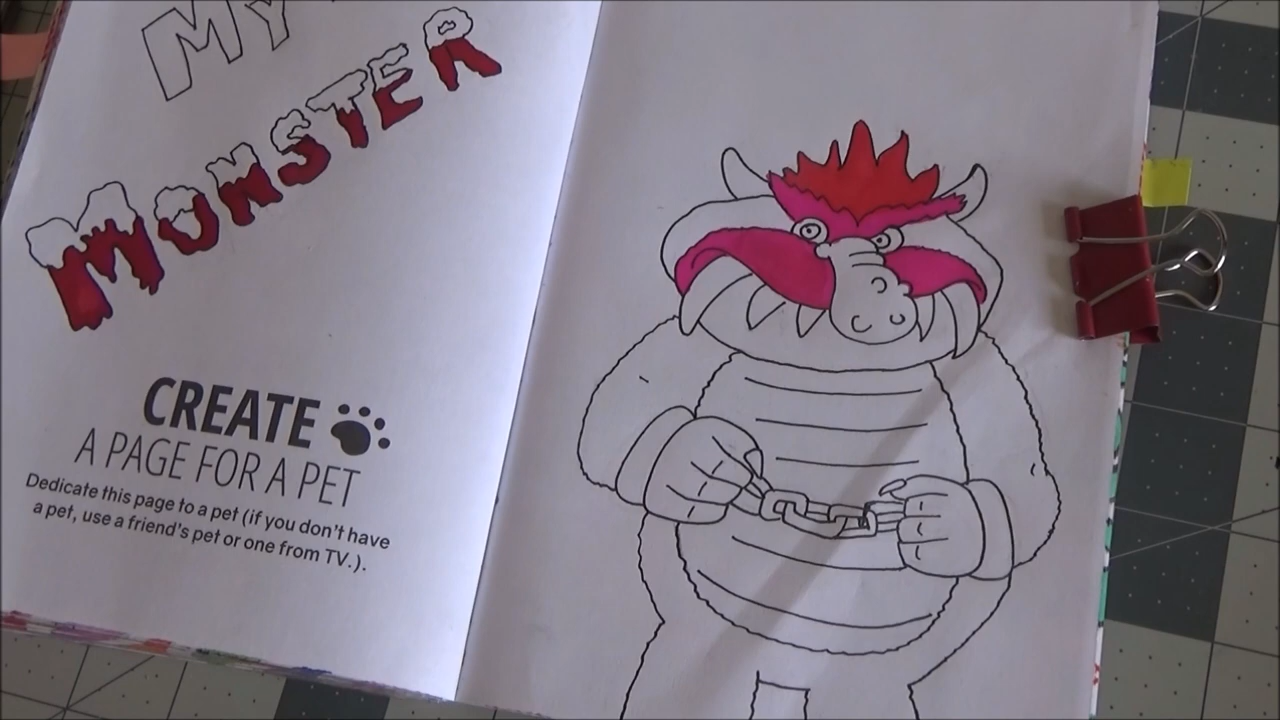 MY
MONSTER
CREATE
A PAGE FOR A PET
Dedicate this page to a pet (if you don't have
a pet, use a friend's pet or one from TV.).